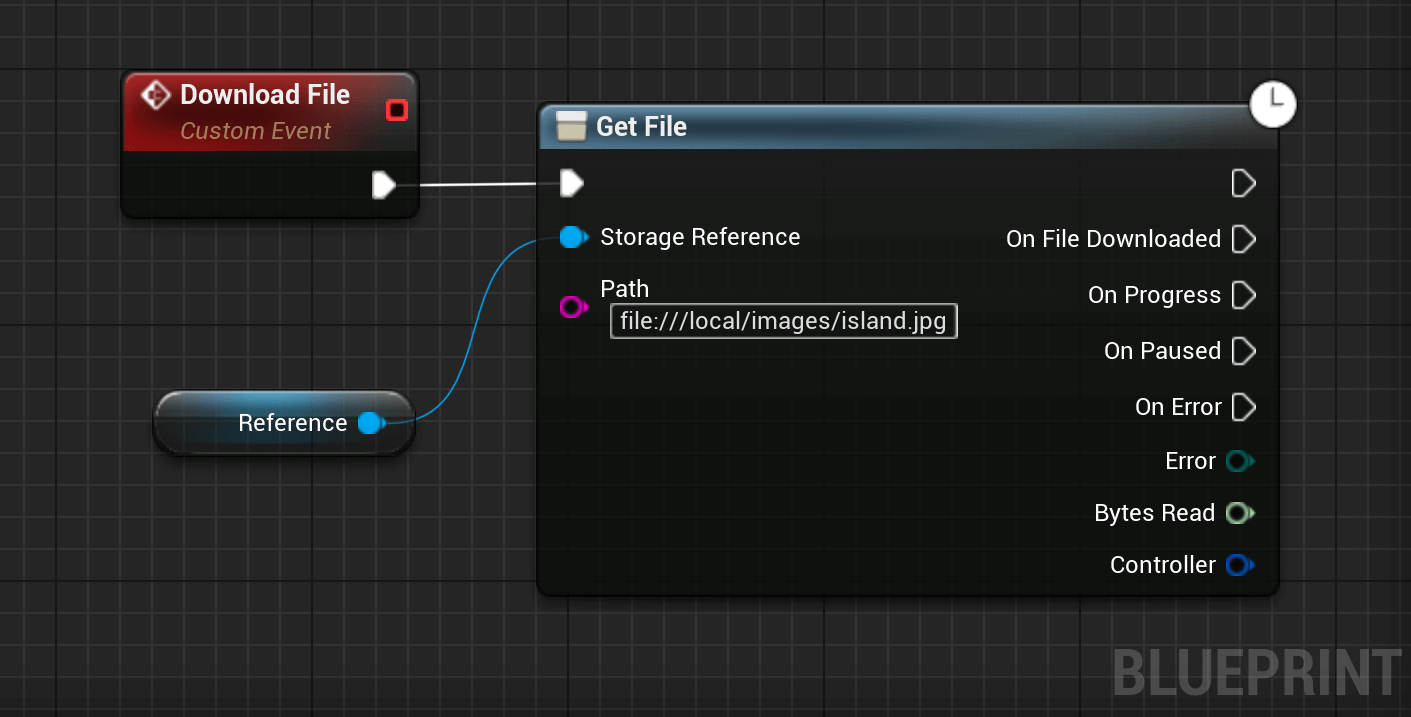 Download File
Custom Event
Get File
Storage Reference
On File Downloaded
Path
file:///local/images/island.jpg
On Progress
On Paused
On Error
Reference
Error
Bytes Read
Controller
BLUEPRINT